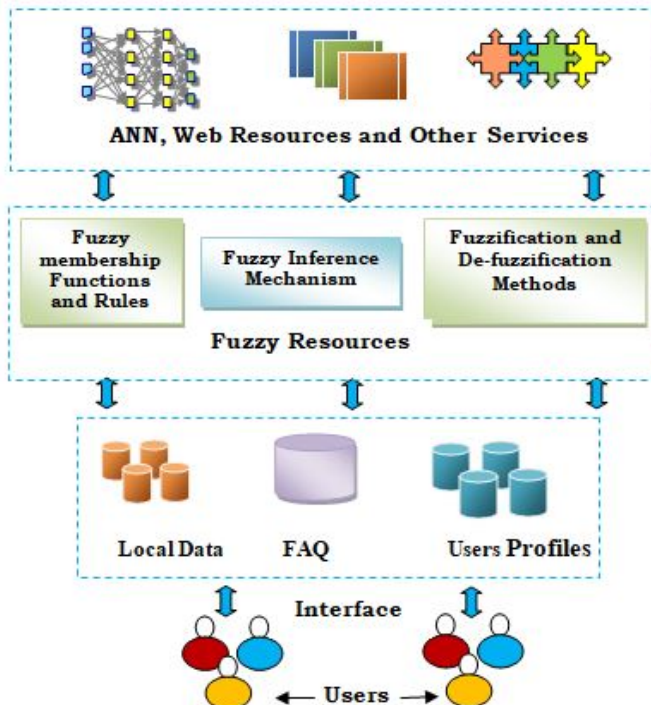 ANN, Web Resources and Other Services
Fuzzy
membership
Functions
and Rules
Fuzzy Inference
Mechanism
Fuzzification and
De-fuzzification
Methods
Fuzzy Resources
Local Data
FAQ
Users Profiles
Interface
Users